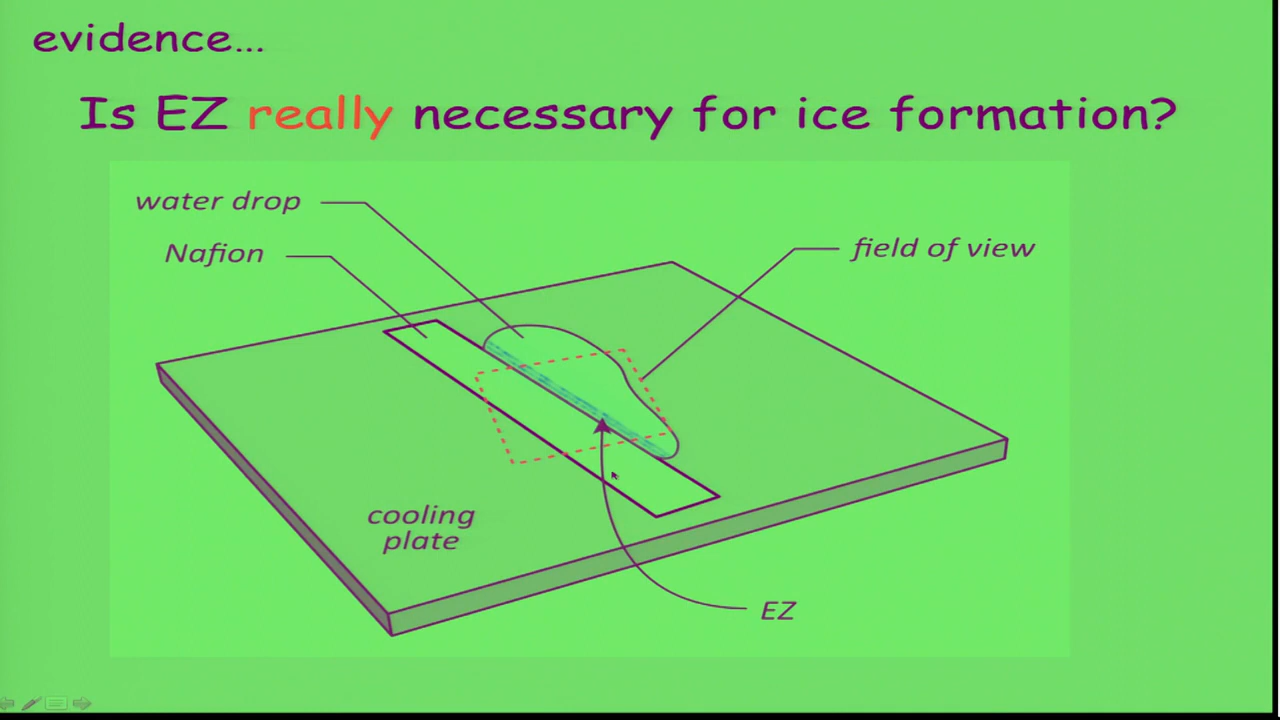 evidence...
Is EZ really necessary for ice formation?
water drop
Nafion
field of view
cooling
plate
EZ